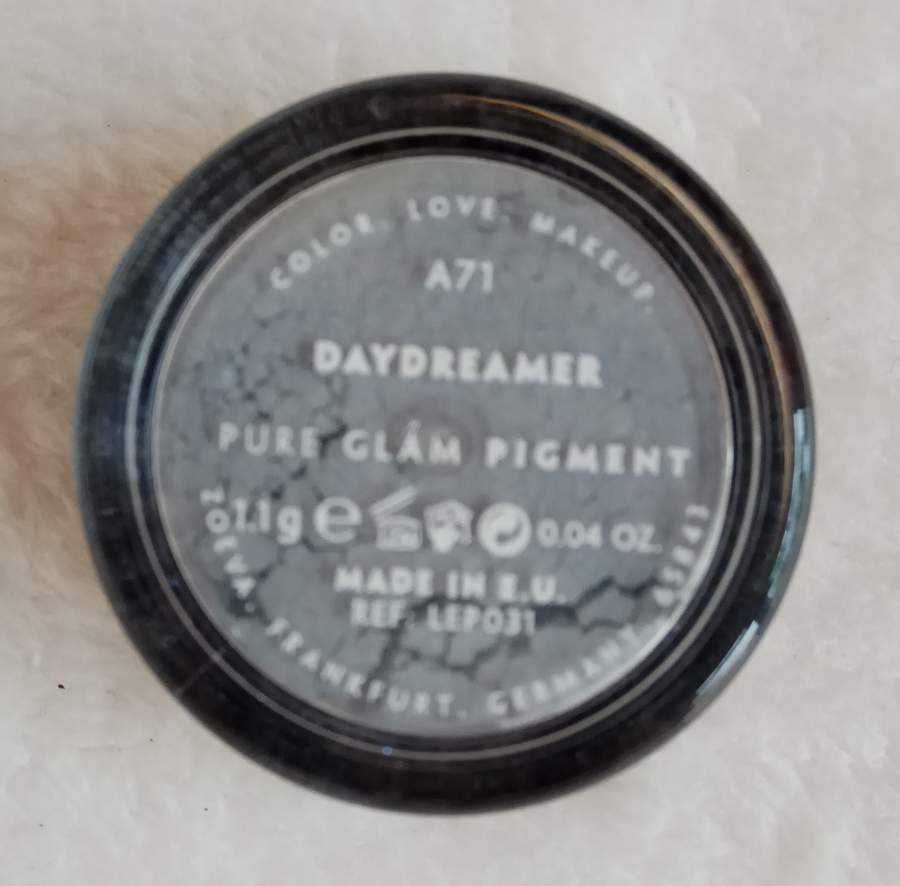 COLOR. LOVE. MAKEUP.
A71
DAYDREAMER
PURE GLAM PIGMENT
1.1g e 0.04 OZ.
MADE IN E.U.
REF: LEP031
ZOEVA. FRANKFURT. GERMANY. 65843